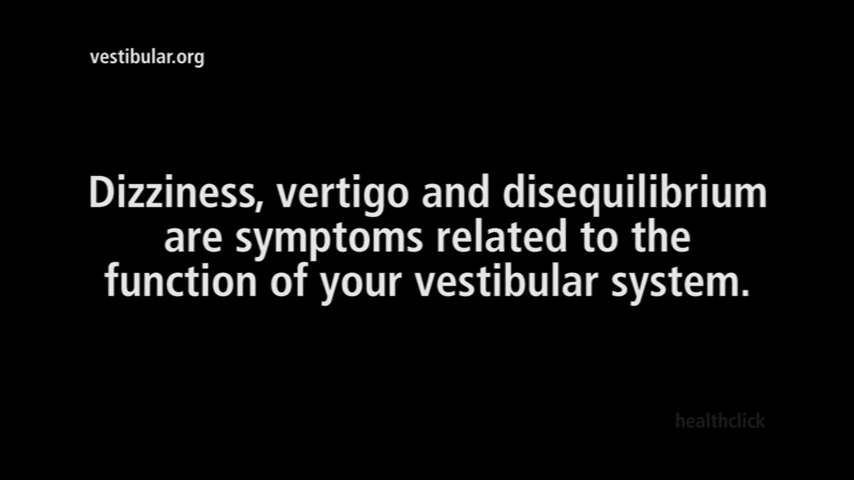 vestibular.org
Dizziness, vertigo and disequilibrium
are symptoms related to the
function of your vestibular system.
healthclick